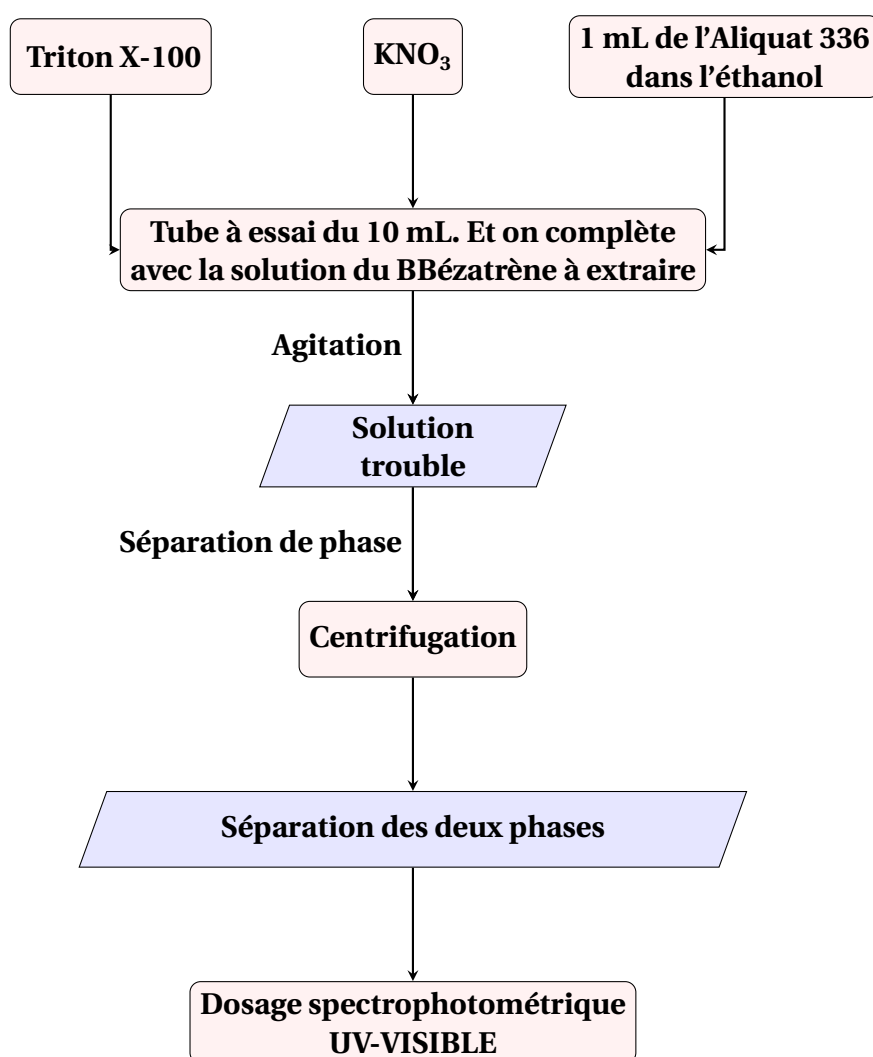 Triton X-100
KNO₃
1 mL de l'Aliquat 336
dans l'éthanol
Tube à essai du 10 mL. Et on complète
avec la solution du BBézatrène à extraire
Agitation
Solution
trouble
Séparation de phase
Centrifugation
Séparation des deux phases
Dosage spectrophotométrique
UV-VISIBLE